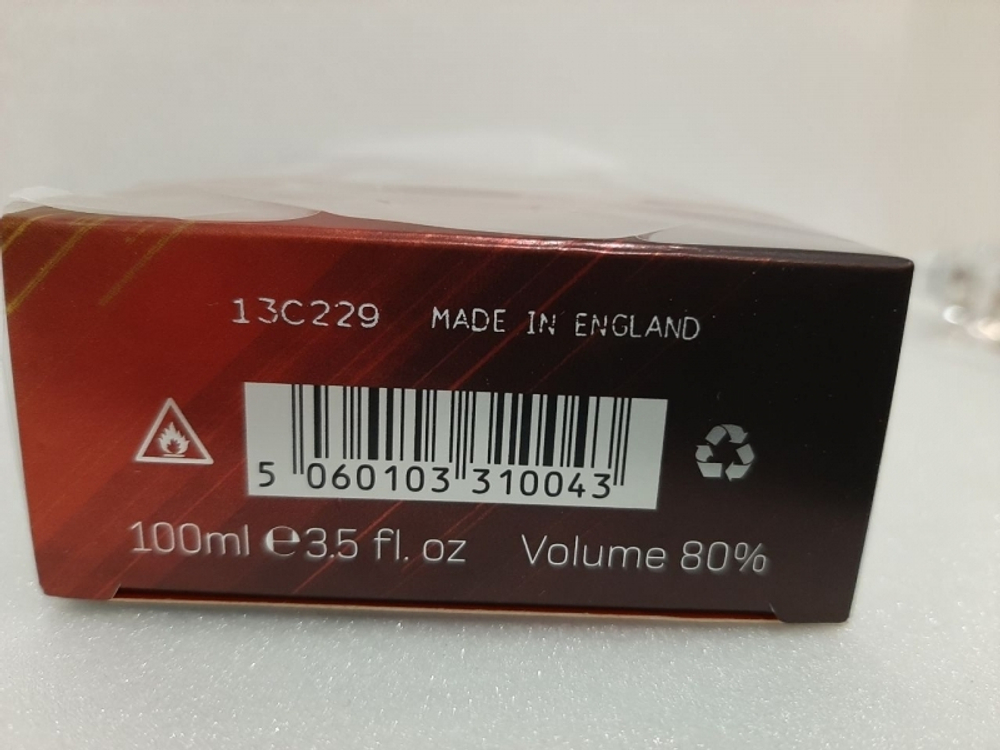 13C229 MADE IN ENGLAND
5 060103 310043
100ml ℮3.5 fl. oz Volume 80%